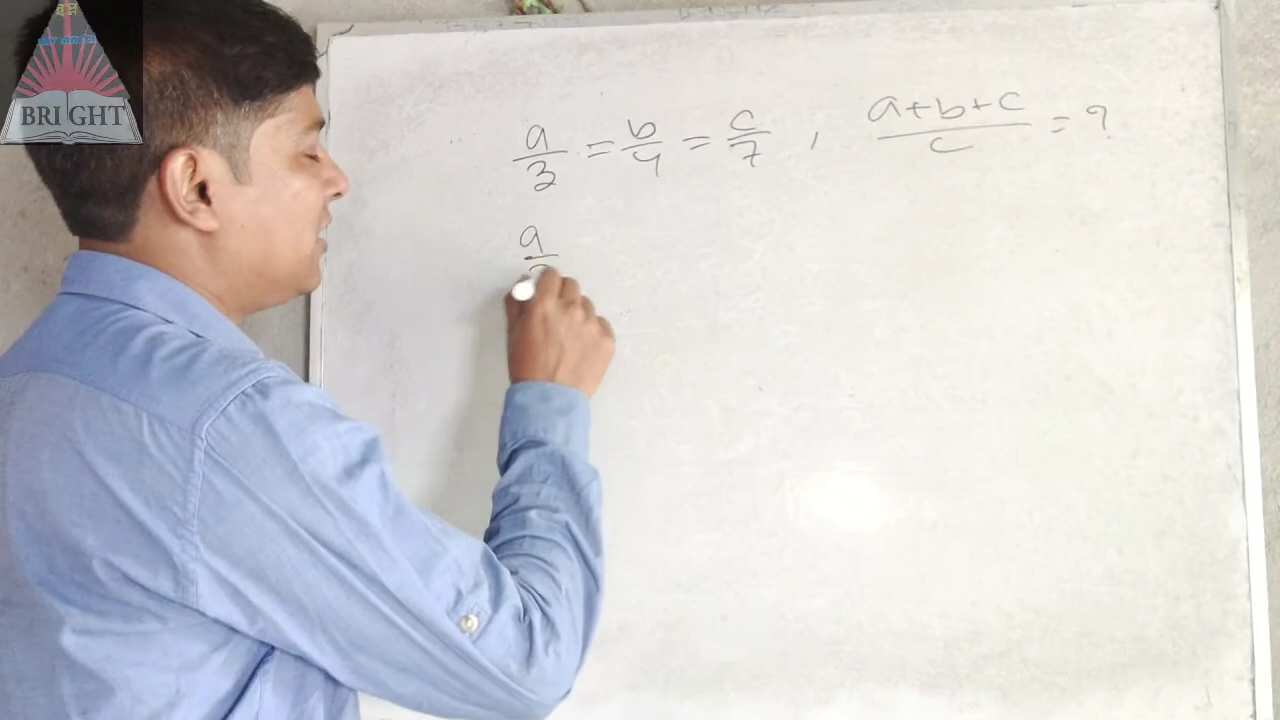 BRIGHT
a/3 = b/4 = c/7 , (a+b+c)/c = ?
a